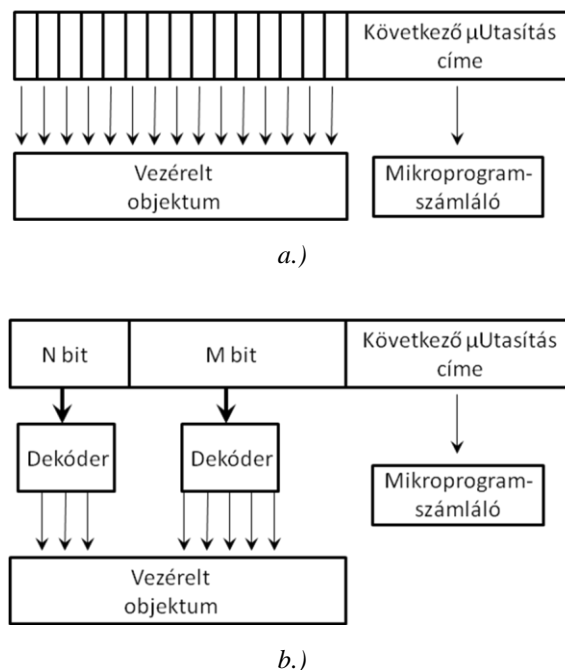 Következő µUtasítás
címe
Vezérelt
objektum
Mikroprogram-
számláló
a.)
N bit
M bit
Következő µUtasítás
címe
Dekóder
Dekóder
Mikroprogram-
számláló
Vezérelt
objektum
b.)